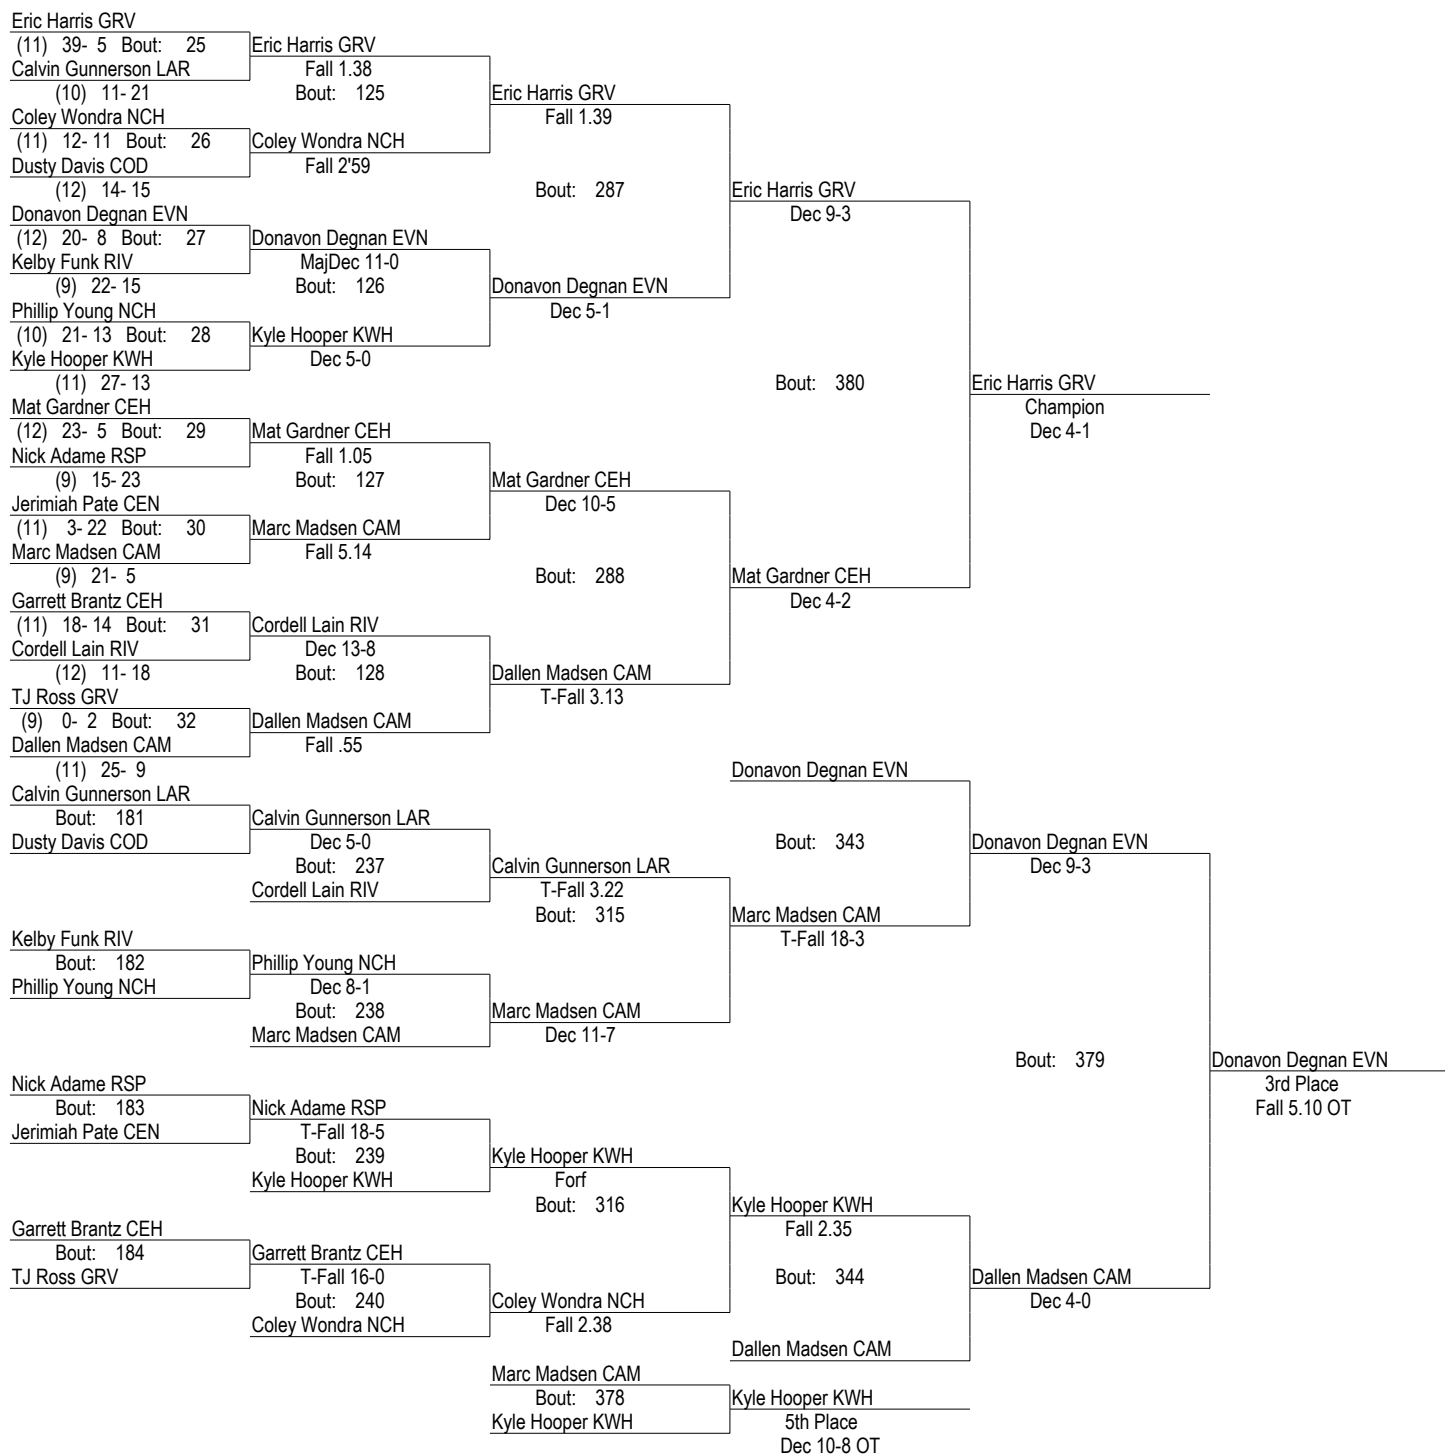 Eric Harris GRV
(11) 39- 5 Bout: 25
Calvin Gunnerson LAR
(10) 11- 21
Coley Wondra NCH
(11) 12- 11 Bout: 26
Dusty Davis COD
(12) 14- 15
Donavon Degnan EVN
(12) 20- 8 Bout: 27
Kelby Funk RIV
(9) 22- 15
Phillip Young NCH
(10) 21- 13 Bout: 28
Kyle Hooper KWH
(11) 27- 13
Mat Gardner CEH
(12) 23- 5 Bout: 29
Nick Adame RSP
(9) 15- 23
Jerimiah Pate CEN
(11) 3- 22 Bout: 30
Marc Madsen CAM
(9) 21- 5
Garrett Brantz CEH
(11) 18- 14 Bout: 31
Cordell Lain RIV
(12) 11- 18
TJ Ross GRV
(9) 0- 2 Bout: 32
Dallen Madsen CAM
(11) 25- 9
Eric Harris GRV
Fall 1.38
Bout: 125
Coley Wondra NCH
Fall 2'59
Donavon Degnan EVN
MajDec 11-0
Bout: 126
Kyle Hooper KWH
Dec 5-0
Mat Gardner CEH
Fall 1.05
Bout: 127
Marc Madsen CAM
Fall 5.14
Cordell Lain RIV
Dec 13-8
Bout: 128
Dallen Madsen CAM
Fall .55
Eric Harris GRV
Fall 1.39
Bout: 287
Donavon Degnan EVN
Dec 5-1
Mat Gardner CEH
Dec 10-5
Bout: 288
Dallen Madsen CAM
T-Fall 3.13
Eric Harris GRV
Dec 9-3
Bout: 380
Mat Gardner CEH
Dec 4-2
Eric Harris GRV
Champion
Dec 4-1
Calvin Gunnerson LAR
Bout: 181
Dusty Davis COD
Kelby Funk RIV
Bout: 182
Phillip Young NCH
Nick Adame RSP
Bout: 183
Jerimiah Pate CEN
Garrett Brantz CEH
Bout: 184
TJ Ross GRV
Calvin Gunnerson LAR
Dec 5-0
Bout: 237
Cordell Lain RIV
Phillip Young NCH
Dec 8-1
Bout: 238
Marc Madsen CAM
Nick Adame RSP
T-Fall 18-5
Bout: 239
Kyle Hooper KWH
Garrett Brantz CEH
T-Fall 16-0
Bout: 240
Coley Wondra NCH
Calvin Gunnerson LAR
T-Fall 3.22
Bout: 315
Marc Madsen CAM
Dec 11-7
Kyle Hooper KWH
Forf
Bout: 316
Coley Wondra NCH
Fall 2.38
Donavon Degnan EVN
Bout: 343
Marc Madsen CAM
T-Fall 18-3
Kyle Hooper KWH
Fall 2.35
Bout: 344
Dallen Madsen CAM
Donavon Degnan EVN
Dec 9-3
Bout: 379
Dallen Madsen CAM
Dec 4-0
Donavon Degnan EVN
3rd Place
Fall 5.10 OT
Marc Madsen CAM
Bout: 378
Kyle Hooper KWH
Kyle Hooper KWH
5th Place
Dec 10-8 OT